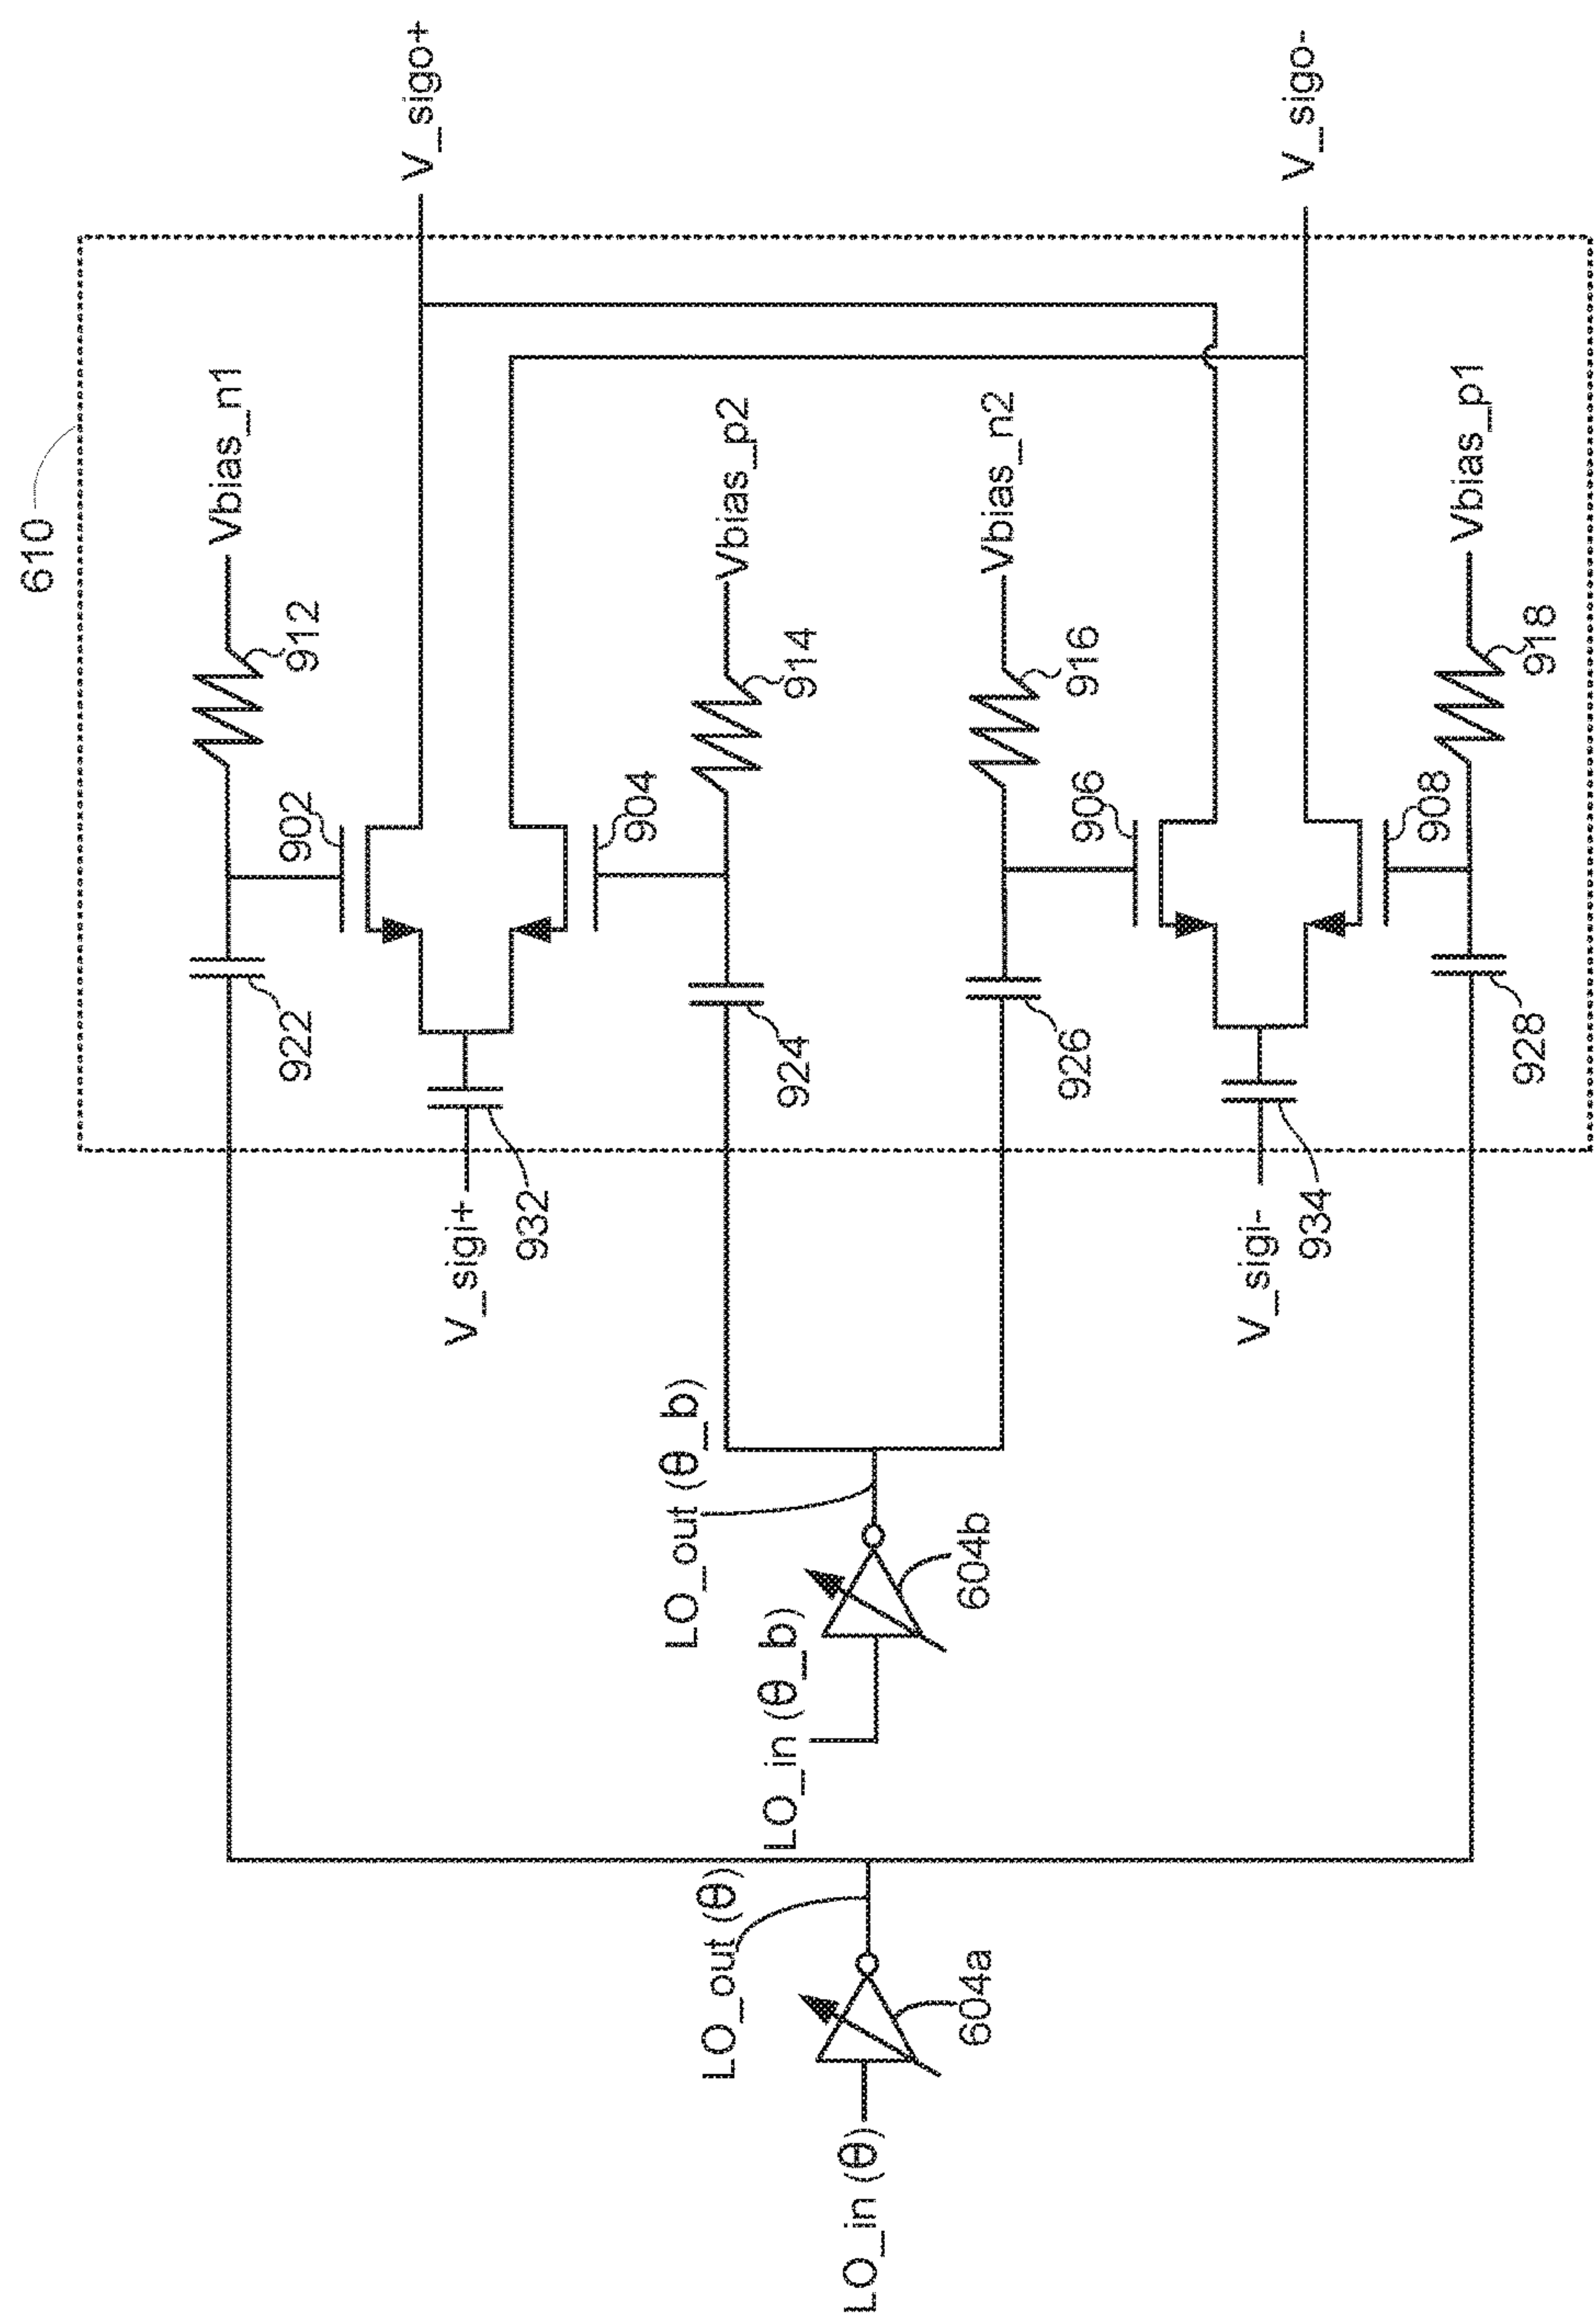 610
Vbias_n1
912
922
902
V_sigo+
V_sigi+
932
904
Vbias_p2
914
924
LO_out (θ_b)
LO_in (θ_b)
604b
LO_out (θ)
LO_in (θ)
604a
Vbias_n2
916
926
906
V_sigo-
V_sigi-
934
908
Vbias_p1
918
928